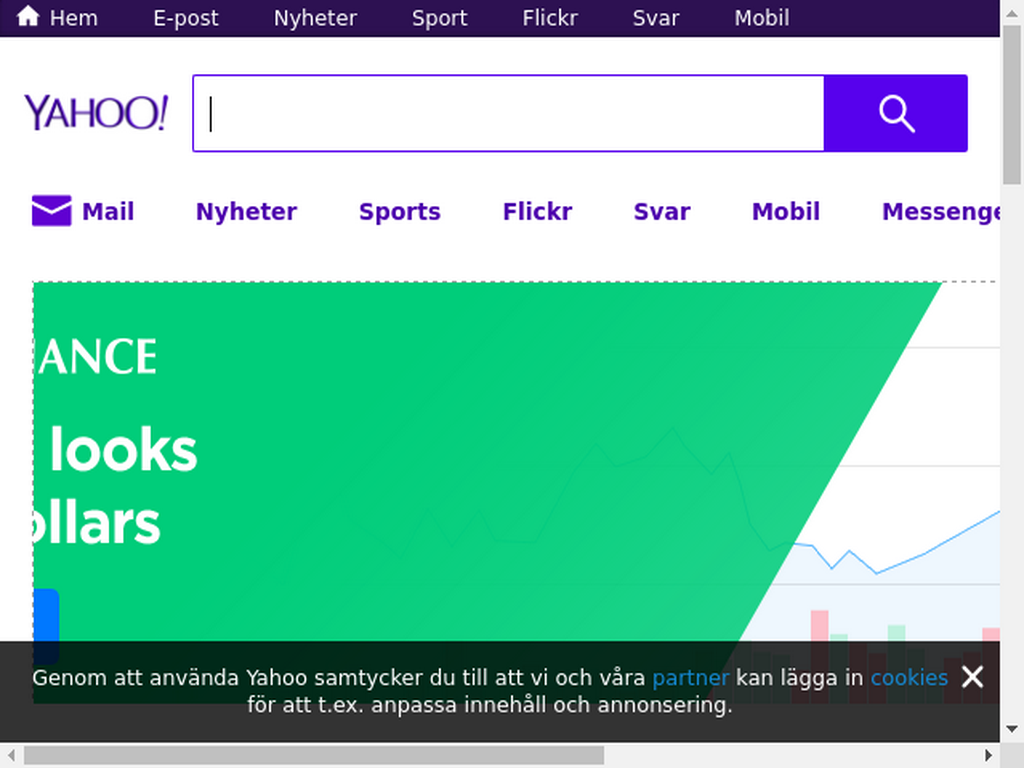 Hem E-post Nyheter Sport Flickr Svar Mobil
YAHOO!
Mail Nyheter Sports Flickr Svar Mobil Messenge
ANCE
looks
ollars
Genom att använda Yahoo samtycker du till att vi och våra partner kan lägga in cookies
för att t.ex. anpassa innehåll och annonsering.